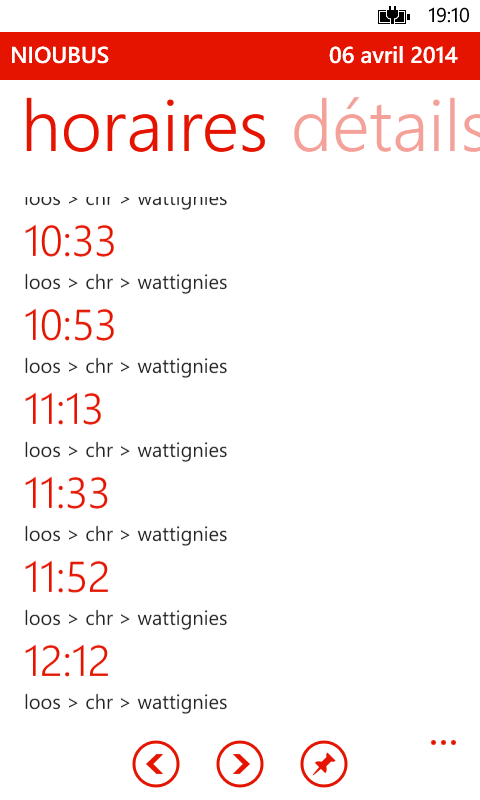 19:10
NIOUBUS 06 avril 2014
horaires détails
loos > chr > wattignies
10:33
loos > chr > wattignies
10:53
loos > chr > wattignies
11:13
loos > chr > wattignies
11:33
loos > chr > wattignies
11:52
loos > chr > wattignies
12:12
loos > chr > wattignies